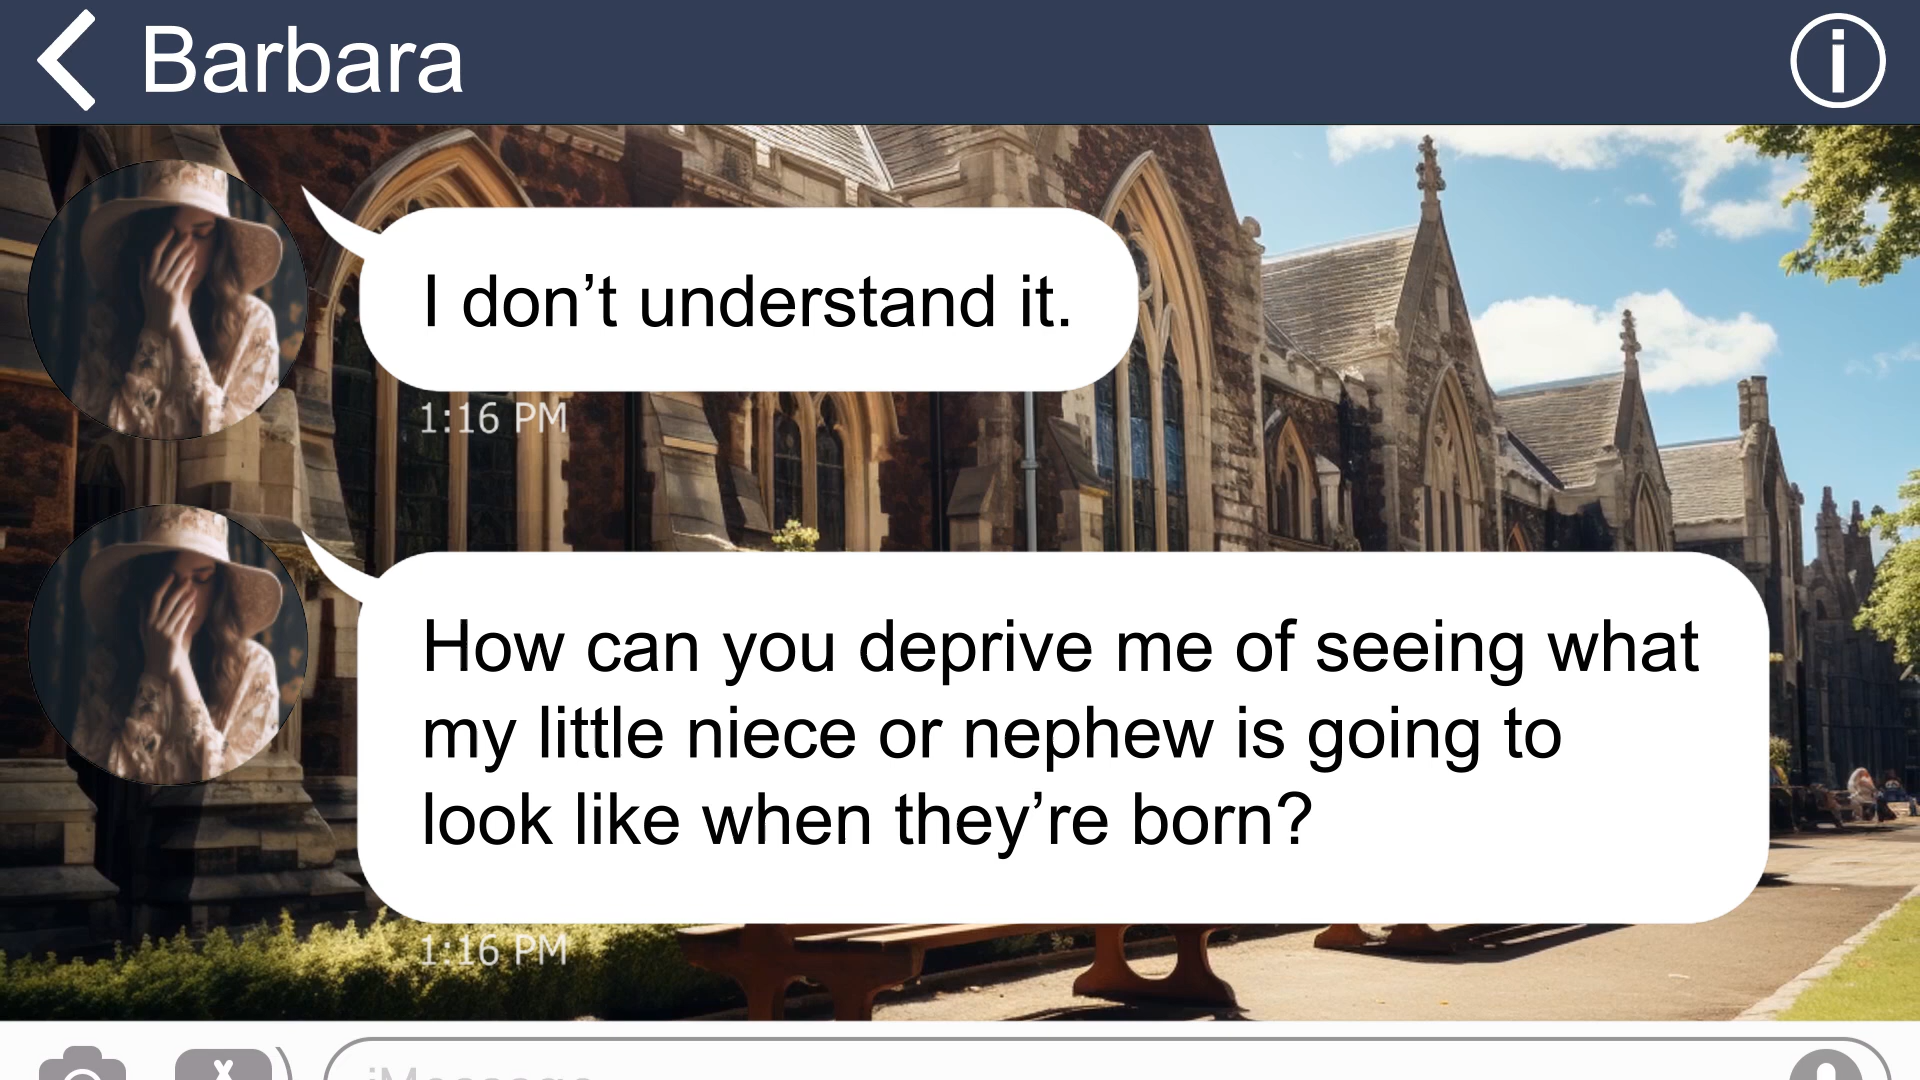 Barbara
I don’t understand it.
1:16 PM
How can you deprive me of seeing what
my little niece or nephew is going to
look like when they’re born?
1:16 PM
iMessage